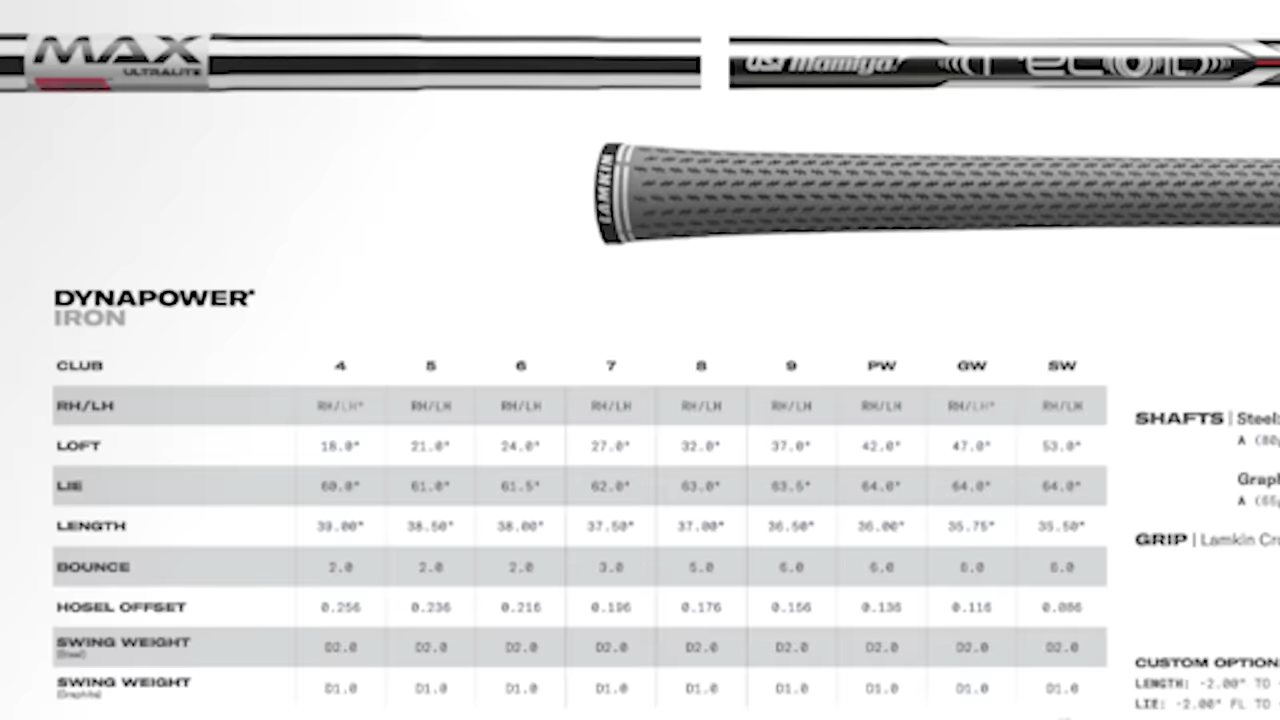 MAX
ULTRALITE
UST mamiya recoil
LAMKIN
DYNAPOWER
IRON
CLUB 4 5 6 7 8 9 PW GW SW
RH/LH RH/LH* RH/LH RH/LH RH/LH RH/LH RH/LH RH/LH RH/LH* RH/LH
LOFT 18.0° 21.0° 24.0° 27.0° 32.0° 37.0° 42.0° 47.0° 53.0°
LIE 60.0° 61.0° 61.5° 62.0° 63.0° 63.5° 64.0° 64.0° 64.0°
LENGTH 39.00" 38.50" 38.00" 37.50" 37.00" 36.50" 36.00" 35.75" 35.50"
BOUNCE 2.0 2.0 2.0 3.0 5.0 6.0 6.0 6.0 6.0
HOSEL OFFSET 0.256 0.236 0.216 0.196 0.176 0.156 0.136 0.116 0.086
SWING WEIGHT D2.0 D2.0 D2.0 D2.0 D2.0 D2.0 D2.0 D2.0 D2.0
(Steel)
SWING WEIGHT D1.0 D1.0 D1.0 D1.0 D1.0 D1.0 D1.0 D1.0 D1.0
(Graphite)
SHAFTS | Steel:
A (80
Grap
A (65
GRIP | Lamkin Cr
CUSTOM OPTION
LENGTH: -2.00" TO
LIE: -2.00° FL TO